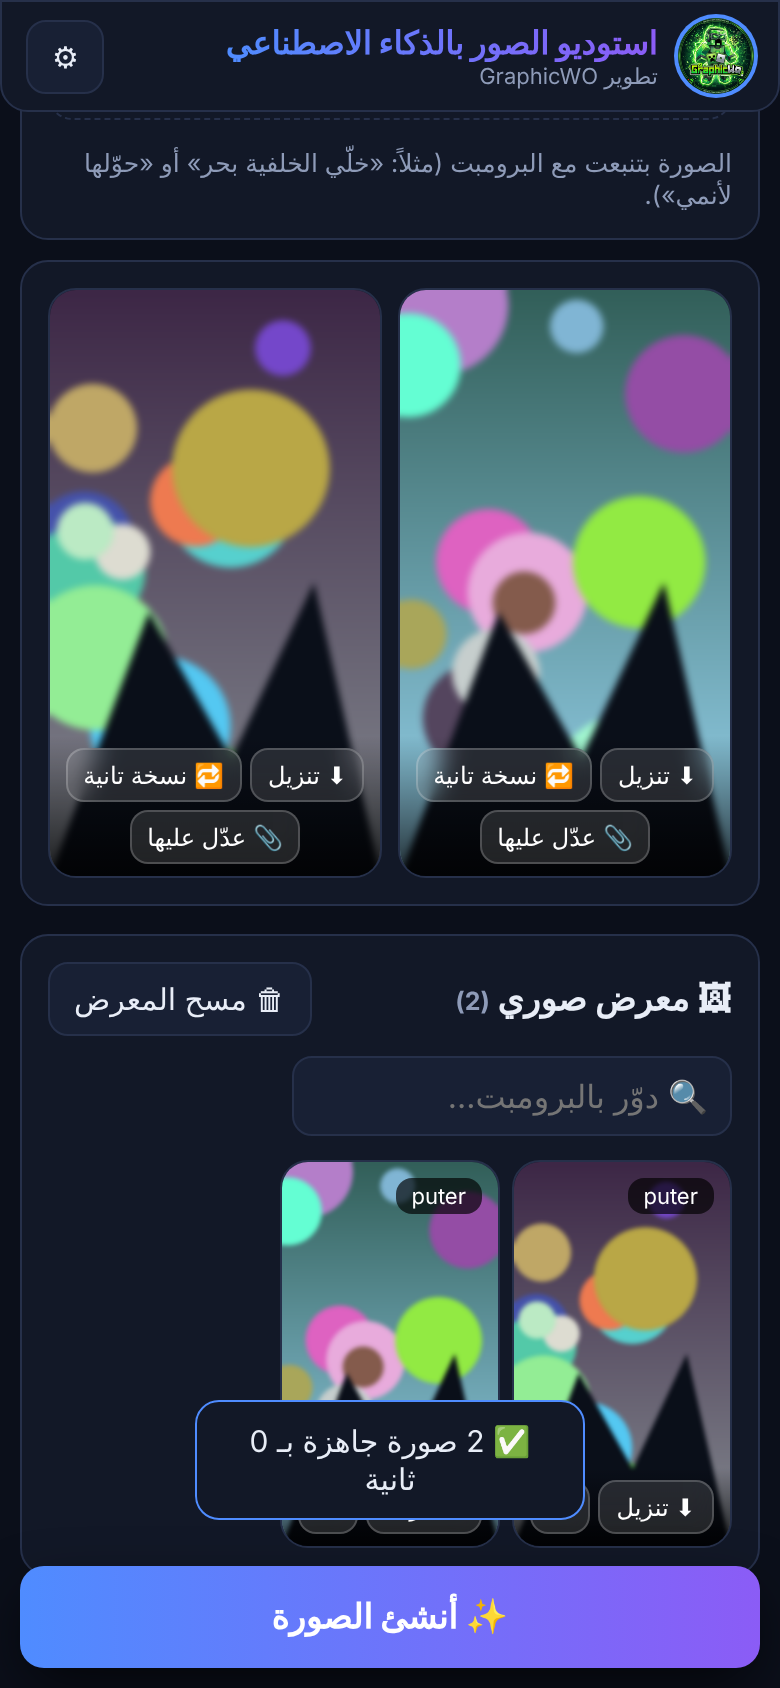 استوديو الصور بالذكاء الاصطناعي
تطوير GraphicWO
GraphicWo
⚙
الصورة بتنبعت مع البرومبت (مثلاً: «خلّي الخلفية بحر» أو «حوّلها
لأنمي»).
⬇ تنزيل
🔁 نسخة تانية
📎 عدّل عليها
⬇ تنزيل
🔁 نسخة تانية
📎 عدّل عليها
🖼 معرض صوري (2)
🗑 مسح المعرض
🔍 دوّر بالبرومبت...
puter
puter
✅ 2 صورة جاهزة بـ 0
ثانية
⬇ تنزيل
✨ أنشئ الصورة